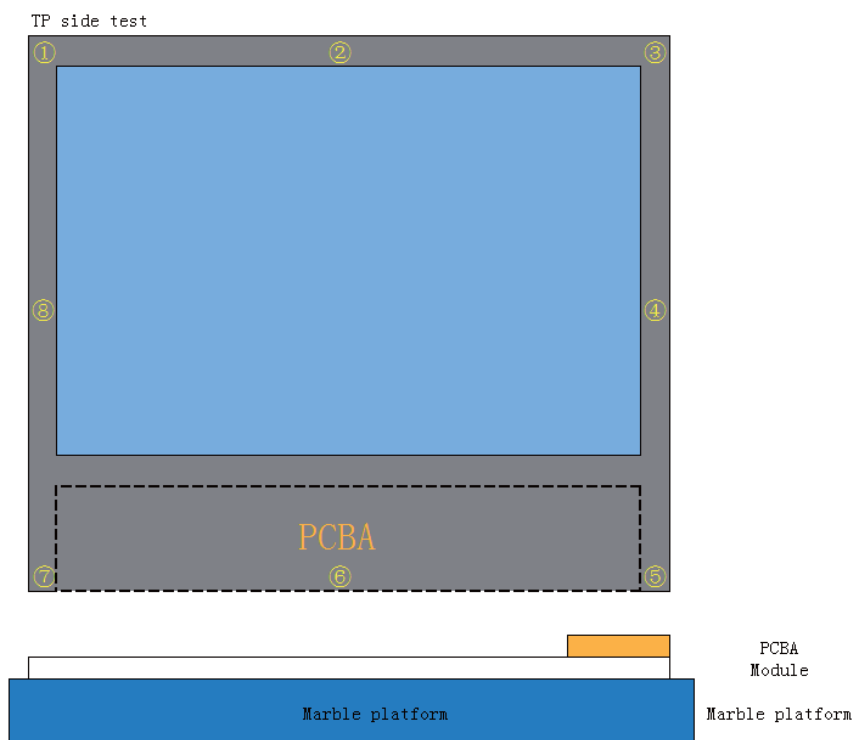 TP side test
① ② ③
⑧ ④
PCBA
⑦ ⑥ ⑤
PCBA
Module
Marble platform Marble platform